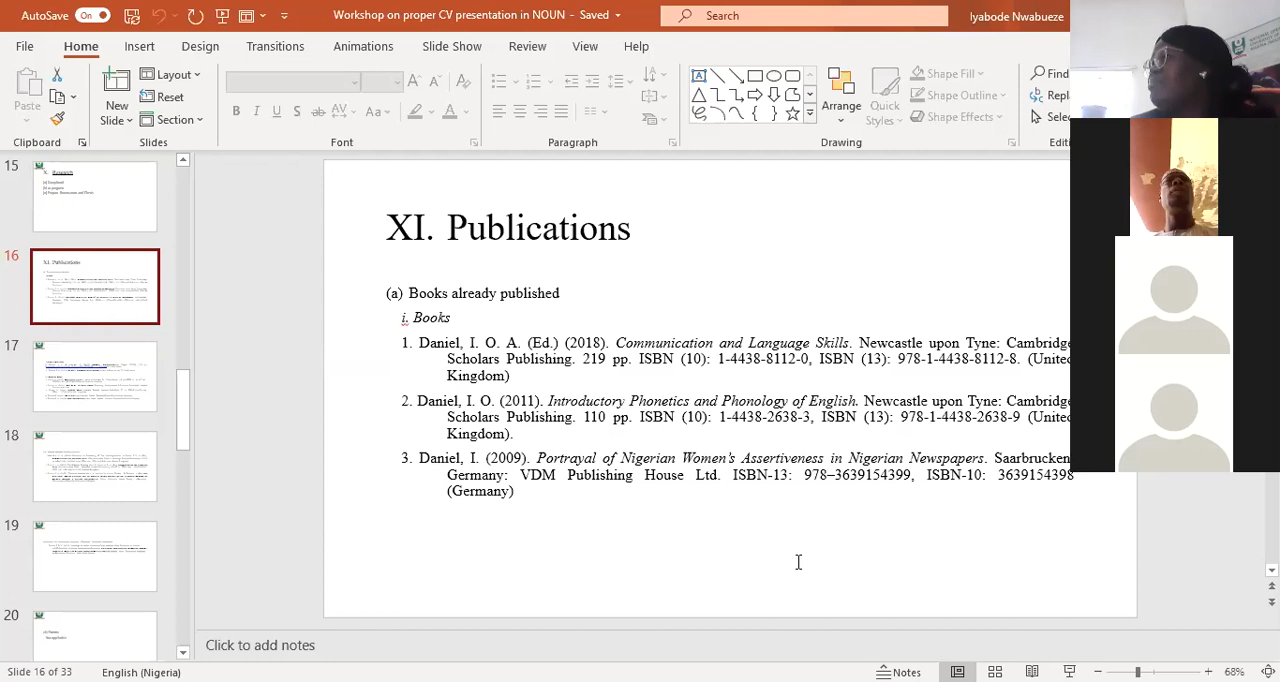 AutoSave On Workshop on proper CV presentation in NOUN - Saved Search Iyabode Nwabueze
File Home Insert Design Transitions Animations Slide Show Review View Help
Paste New Slide Layout Reset Section
B I U S ab AV Aa A A A
Arrange Quick Styles Shape Fill Shape Outline Shape Effects
Find
Clipboard Slides Font Paragraph Drawing
15
16
XI. Publications
17
18
19
20
XI. Publications
(a) Books already published
i. Books
1. Daniel, I. O. A. (Ed.) (2018). Communication and Language Skills. Newcastle upon Tyne: Cambridge
Scholars Publishing. 219 pp. ISBN (10): 1-4438-8112-0, ISBN (13): 978-1-4438-8112-8. (United
Kingdom)
2. Daniel, I. O. (2011). Introductory Phonetics and Phonology of English. Newcastle upon Tyne: Cambridge
Scholars Publishing. 110 pp. ISBN (10): 1-4438-2638-3, ISBN (13): 978-1-4438-2638-9 (United
Kingdom).
3. Daniel, I. (2009). Portrayal of Nigerian Women's Assertiveness in Nigerian Newspapers. Saarbrucken,
Germany: VDM Publishing House Ltd. ISBN-13: 978–3639154399, ISBN-10: 3639154398
(Germany)
Click to add notes
Slide 16 of 33 English (Nigeria) Notes 68%